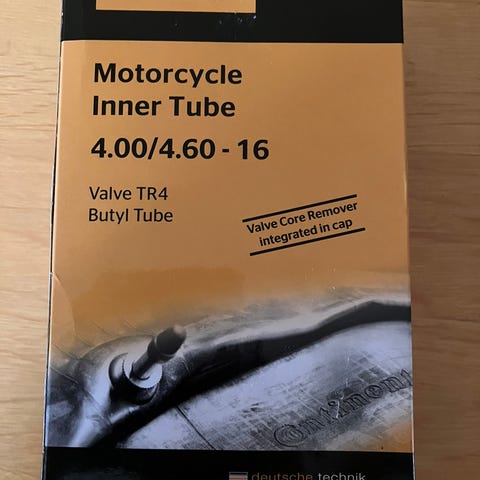 Motorcycle
Inner Tube
4.00/4.60 - 16
Valve TR4
Butyl Tube
Valve Core Remover
integrated in cap
Continent
deutsche technik